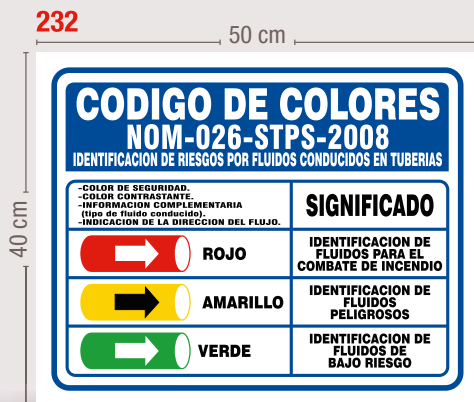 232
50 cm
40 cm
CODIGO DE COLORES
NOM-026-STPS-2008
IDENTIFICACION DE RIESGOS POR FLUIDOS CONDUCIDOS EN TUBERIAS
-COLOR DE SEGURIDAD.
-COLOR CONTRASTANTE.
-INFORMACION COMPLEMENTARIA
(tipo de fluido conducido).
-INDICACION DE LA DIRECCION DEL FLUJO.
SIGNIFICADO
ROJO
IDENTIFICACION DE
FLUIDOS PARA EL
COMBATE DE INCENDIO
AMARILLO
IDENTIFICACION DE
FLUIDOS
PELIGROSOS
VERDE
IDENTIFICACION DE
FLUIDOS DE
BAJO RIESGO